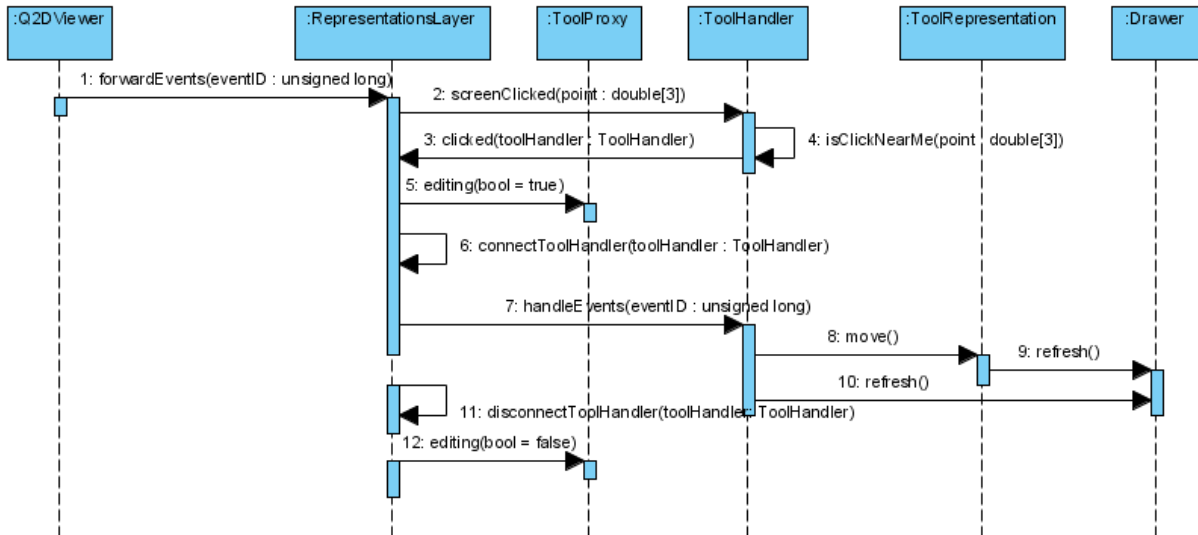 :Q2DViewer
:RepresentationsLayer
:ToolProxy
:ToolHandler
:ToolRepresentation
:Drawer
1: forwardEvents(eventID : unsigned long)
2: screenClicked(point : double[3])
3: clicked(toolHandler : ToolHandler)
4: isClickNearMe(point : double[3])
5: editing(bool = true)
6: connectToolHandler(toolHandler : ToolHandler)
7: handleEvents(eventID : unsigned long)
8: move()
9: refresh()
10: refresh()
11: disconnectToolHandler(toolHandler: ToolHandler)
12: editing(bool = false)